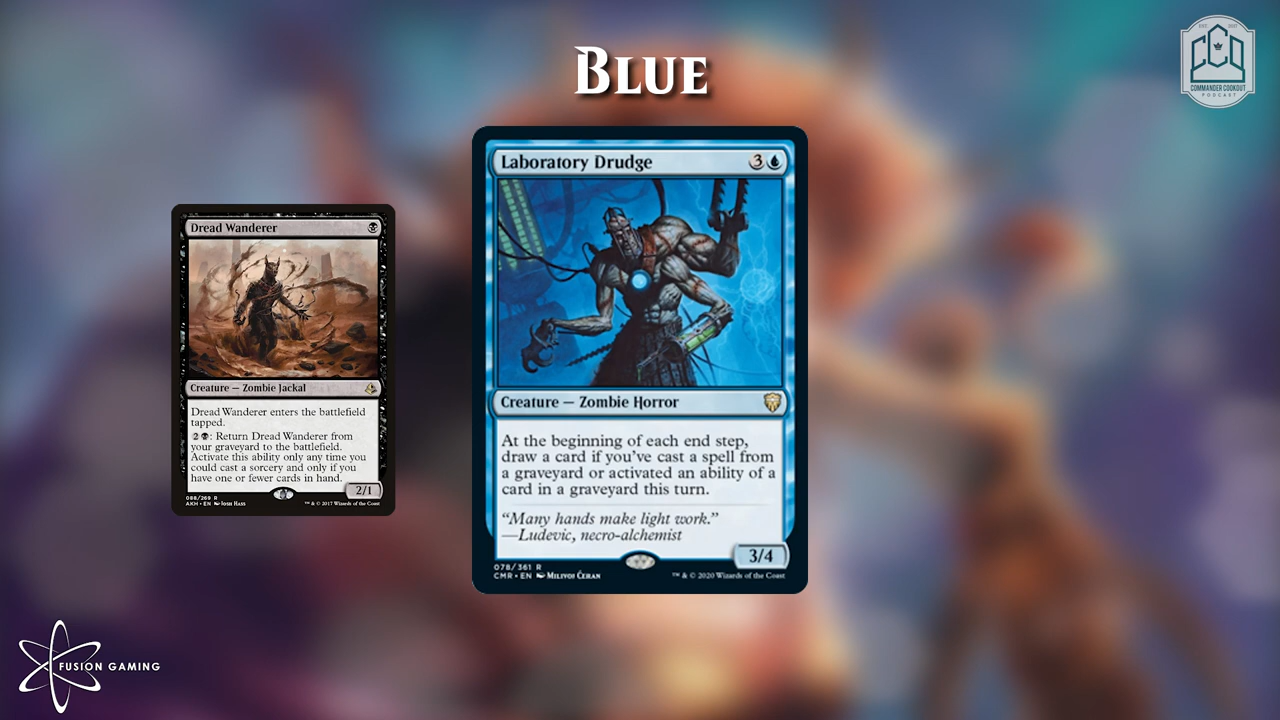 BLUE
COMMANDER COOKOUT
PODCAST
Dread Wanderer
Creature — Zombie Jackal
Dread Wanderer enters the battlefield
tapped.
2 : Return Dread Wanderer from
your graveyard to the battlefield.
Activate this ability only any time you
could cast a sorcery and only if you
have one or fewer cards in hand.
2/1
088/269 R
AKH • EN Josh Hass
™ & © 2017 Wizards of the Coast
Laboratory Drudge
3
Creature — Zombie Horror
At the beginning of each end step,
draw a card if you've cast a spell from
a graveyard or activated an ability of a
card in a graveyard this turn.
“Many hands make light work.”
—Ludevic, necro-alchemist
3/4
078/361 R
CMR • EN Milivoj Ćeran
™ & © 2020 Wizards of the Coast
FUSION GAMING